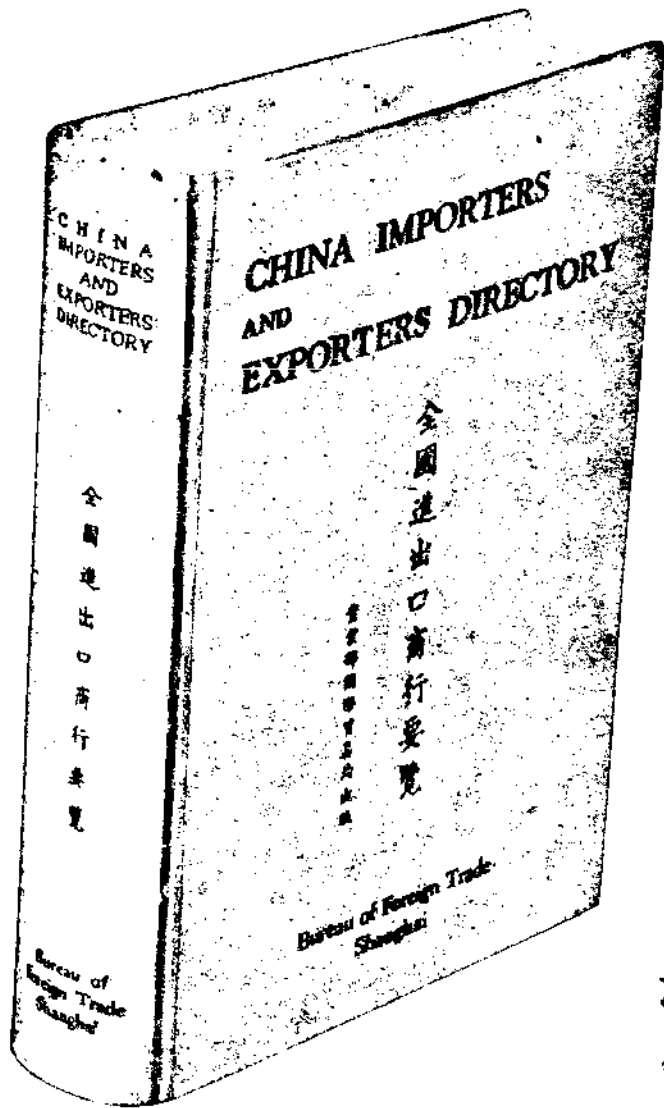 CHINA
IMPORTERS
AND
EXPORTERS
DIRECTORY
全國進出口商行要覽
Bureau of
Foreign Trade
Shanghai
CHINA IMPORTERS
AND
EXPORTERS DIRECTORY
全國進出口商行要覽
Bureau of Foreign Trade
Shanghai